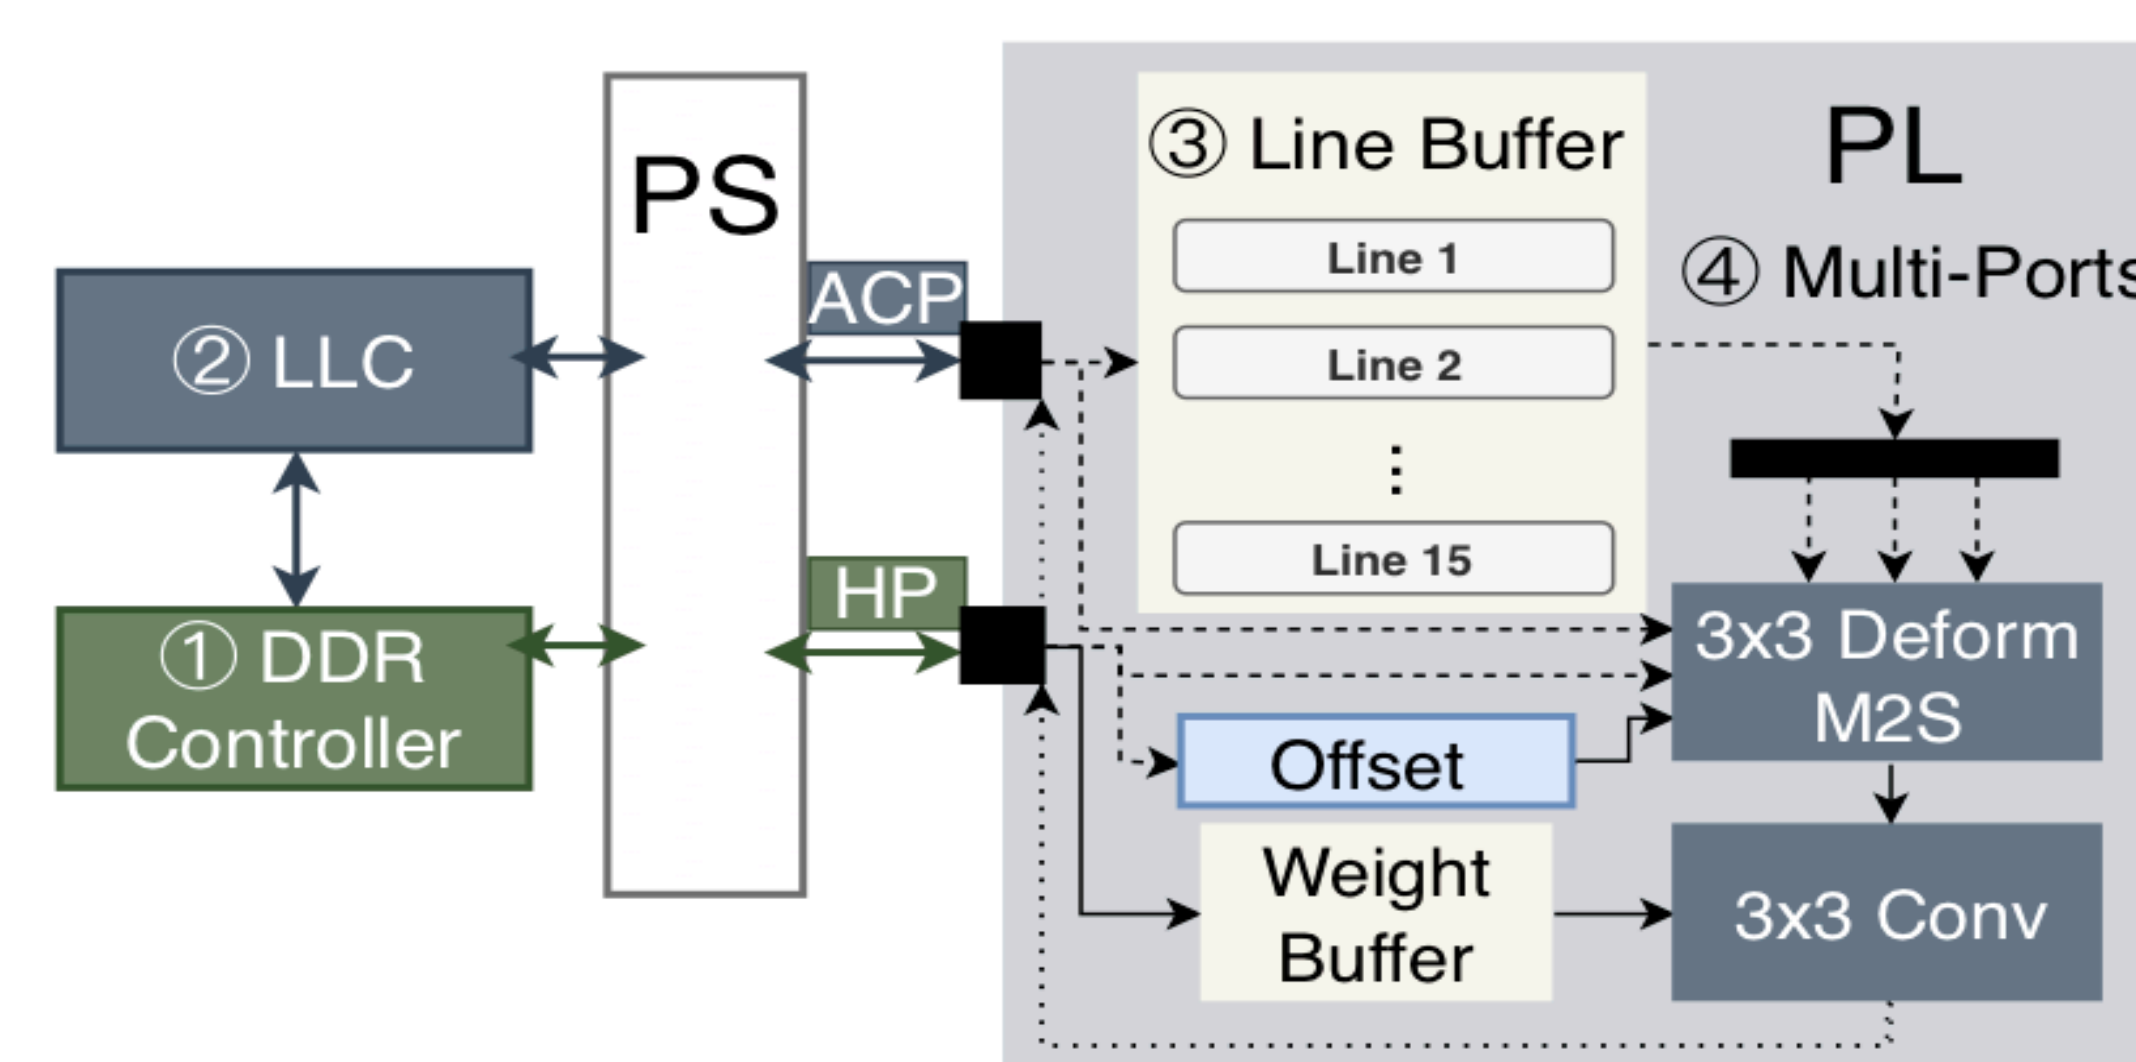 PS
② LLC
① DDR
Controller
ACP
HP
③ Line Buffer
Line 1
Line 2
⋮
Line 15
PL
④ Multi-Ports
3x3 Deform
M2S
Offset
Weight
Buffer
3x3 Conv